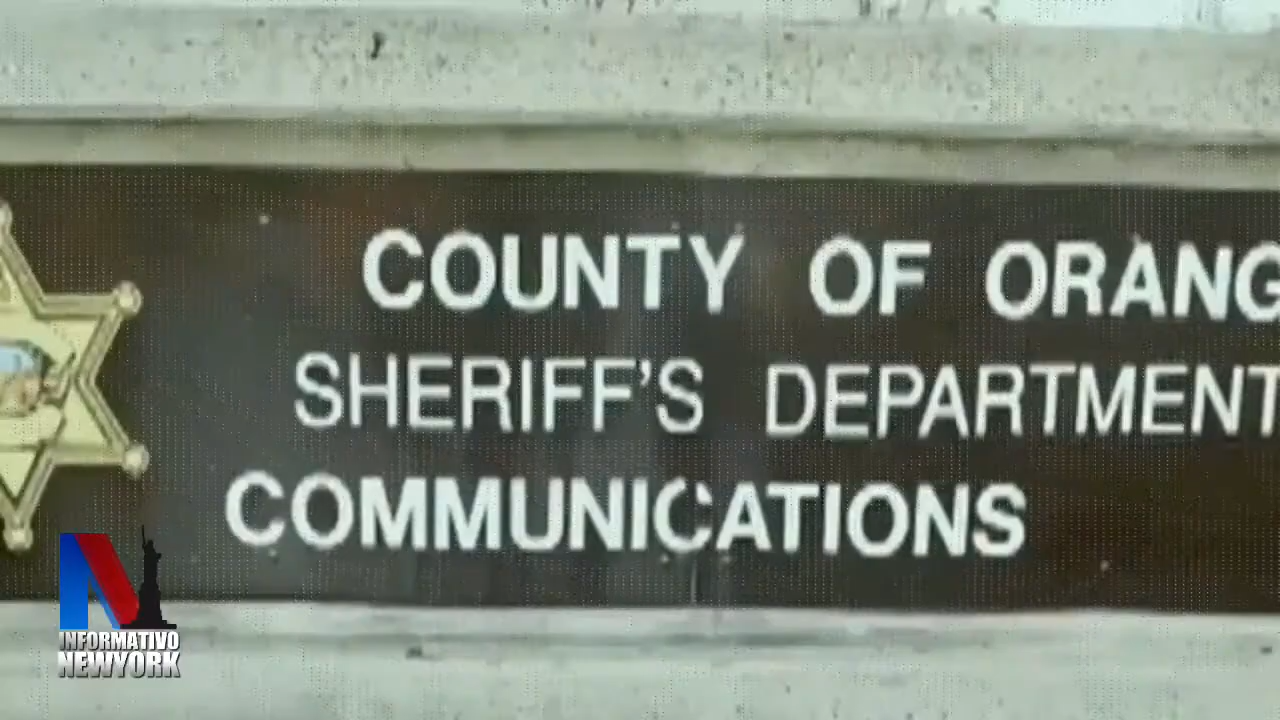 COUNTY OF ORANG
SHERIFF'S DEPARTMENT
COMMUNICATIONS
INFORMATIVO
NEWYORK